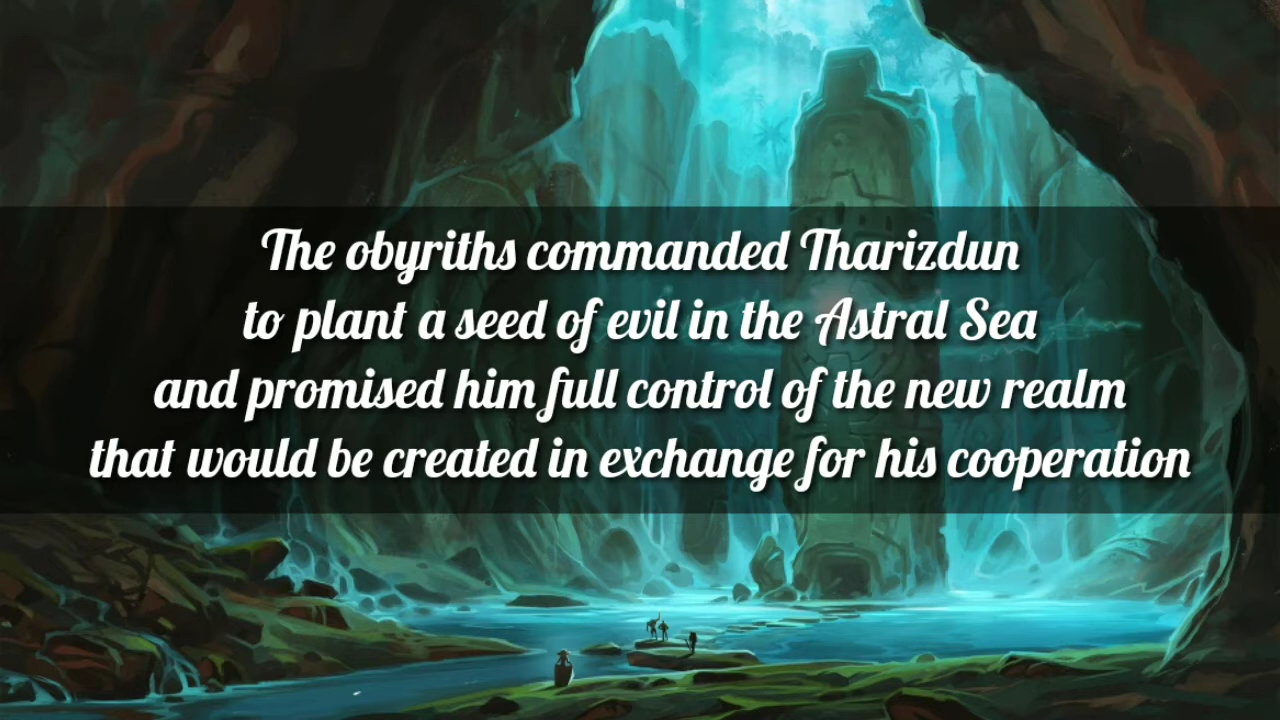 The obyriths commanded Tharizdun
to plant a seed of evil in the Astral Sea
and promised him full control of the new realm
that would be created in exchange for his cooperation